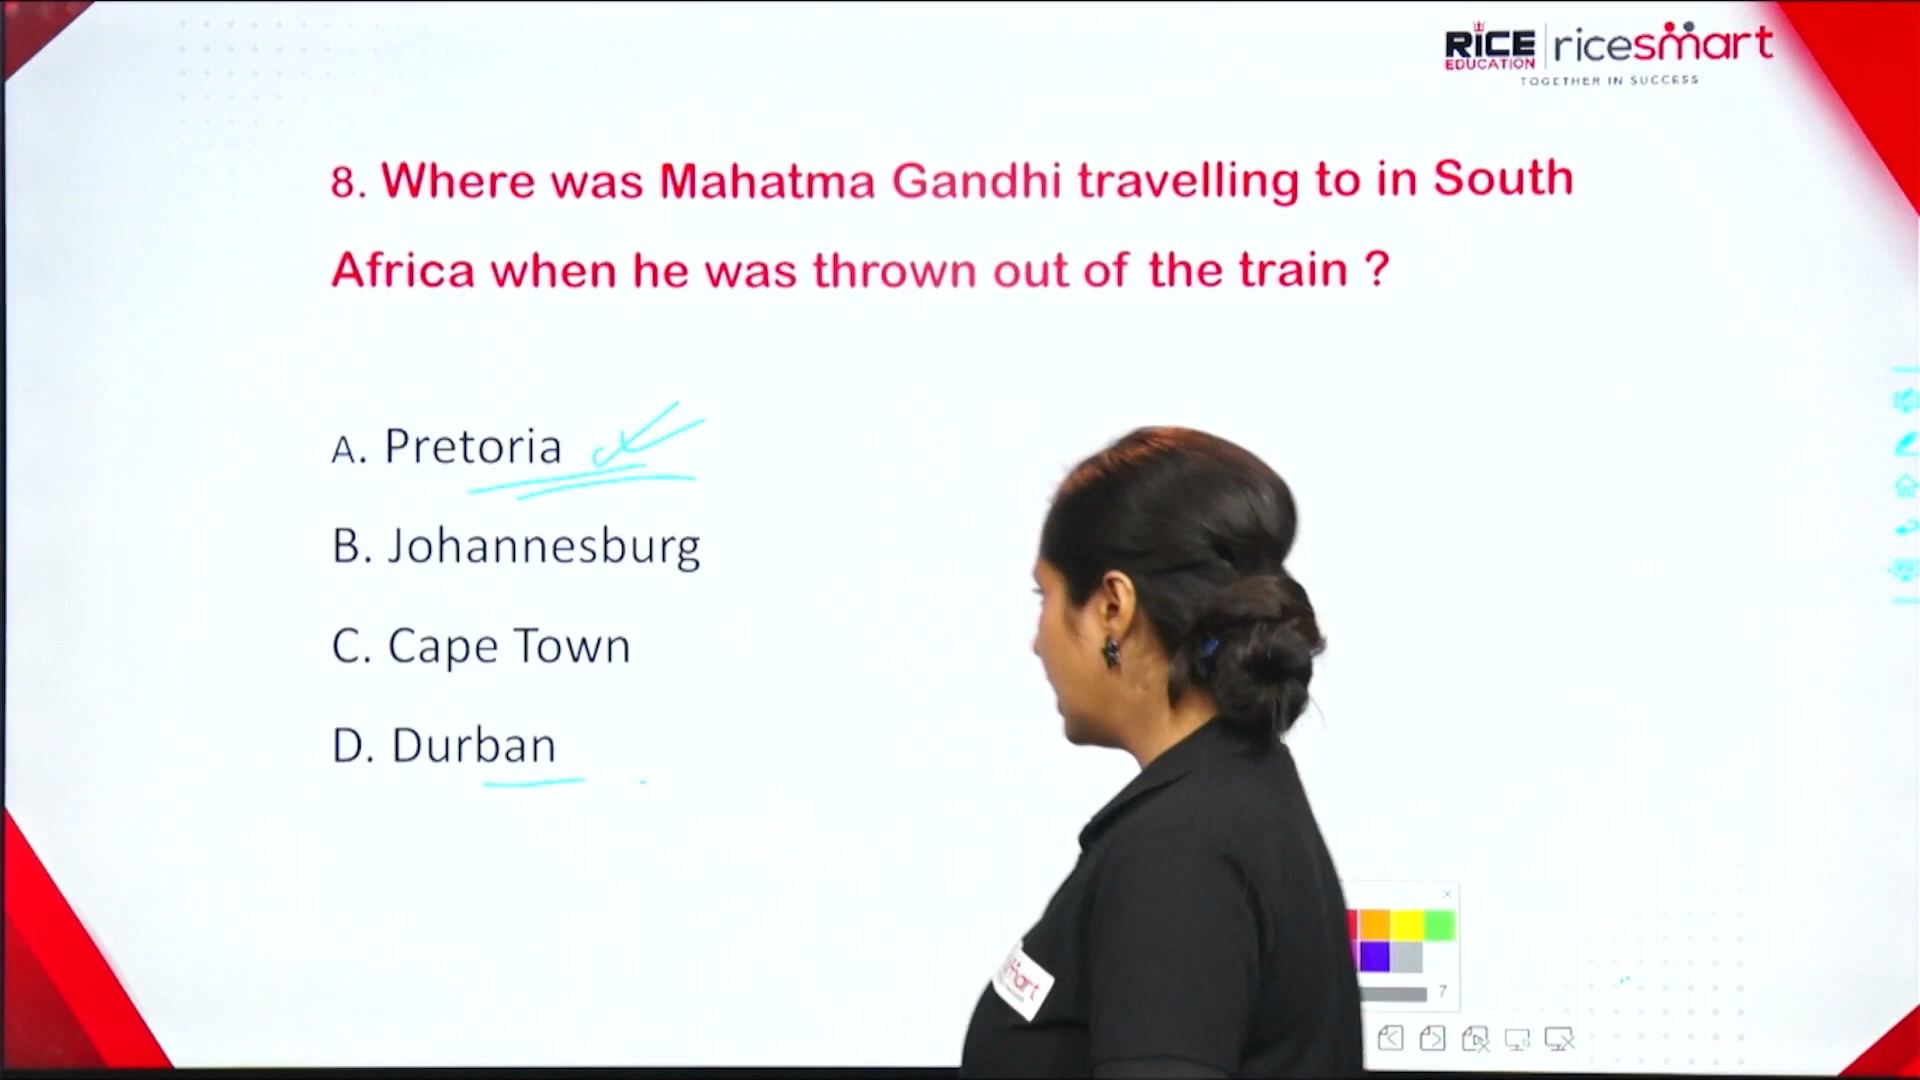 RICE
EDUCATION
ricesmart
TOGETHER IN SUCCESS
8. Where was Mahatma Gandhi travelling to in South
Africa when he was thrown out of the train ?
A. Pretoria
B. Johannesburg
C. Cape Town
D. Durban
7